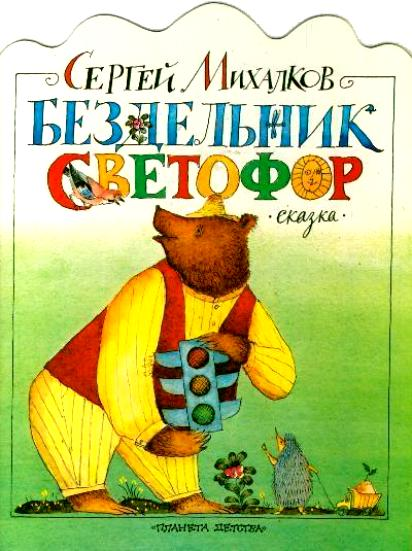 Сергей Михалков
БЕЗДЕЛЬНИК
СВЕТОФОР
·сказка·
«ПЛАНЕТА ДЕТСТВА»